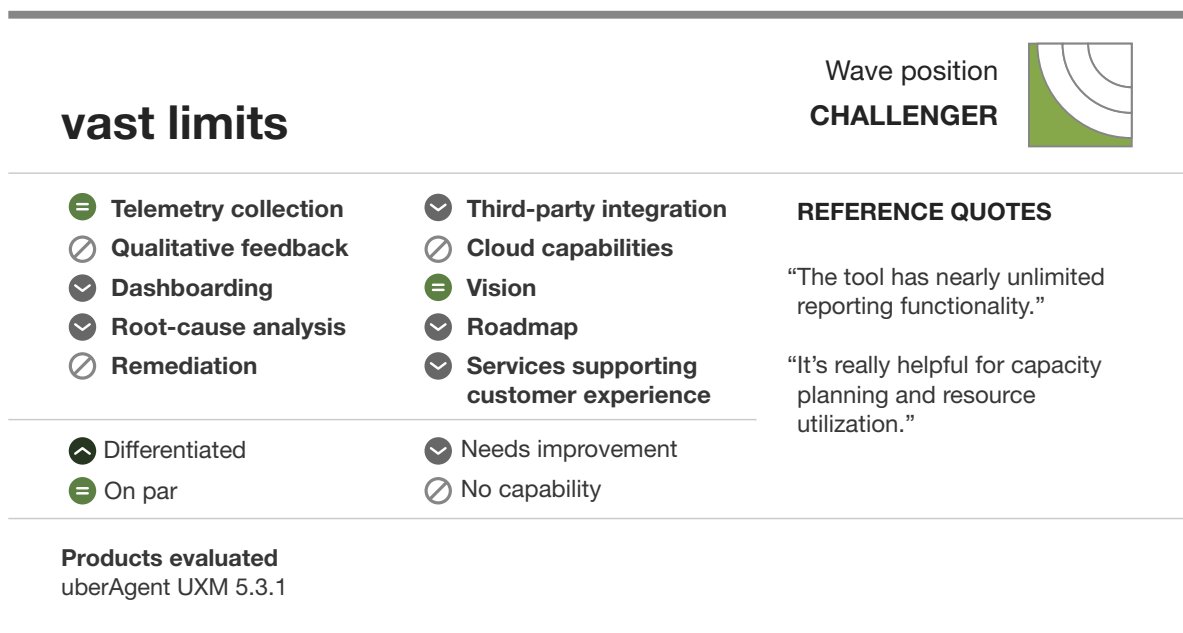 vast limits
Wave position
CHALLENGER
Telemetry collection
Qualitative feedback
Dashboarding
Root-cause analysis
Remediation
Third-party integration
Cloud capabilities
Vision
Roadmap
Services supporting
customer experience
Differentiated
On par
Needs improvement
No capability
REFERENCE QUOTES
“The tool has nearly unlimited
reporting functionality.”
“It’s really helpful for capacity
planning and resource
utilization.”
Products evaluated
uberAgent UXM 5.3.1